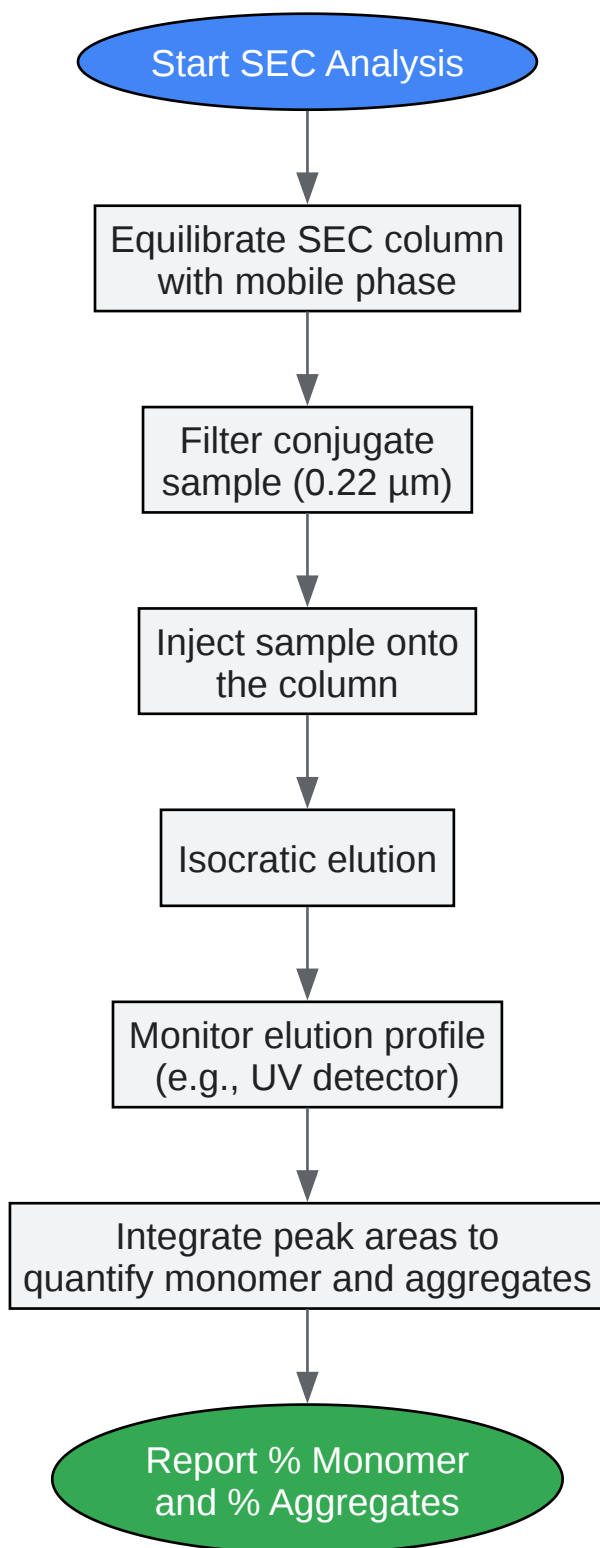 Start SEC Analysis
Equilibrate SEC column
with mobile phase
Filter conjugate
sample (0.22 µm)
Inject sample onto
the column
Isocratic elution
Monitor elution profile
(e.g., UV detector)
Integrate peak areas to
quantify monomer and aggregates
Report % Monomer
and % Aggregates